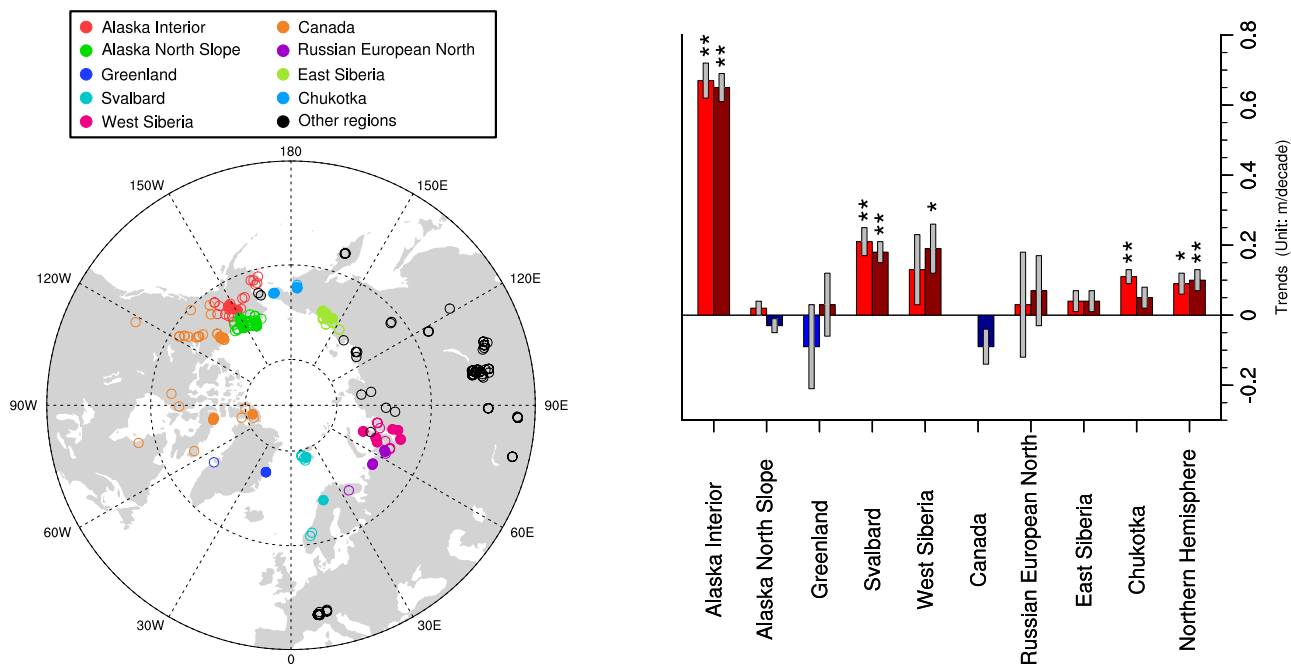 Alaska Interior
Alaska North Slope
Greenland
Svalbard
West Siberia
Canada
Russian European North
East Siberia
Chukotka
Other regions
180
150W
150E
120W
120E
90W
90E
60W
60E
30W
30E
0
**
**
**
**
*
**
*
**
0.8
0.6
0.4
0.2
0
−0.2
Trends (Unit: m/decade)
Alaska Interior
Alaska North Slope
Greenland
Svalbard
West Siberia
Canada
Russian European North
East Siberia
Chukotka
Northern Hemisphere